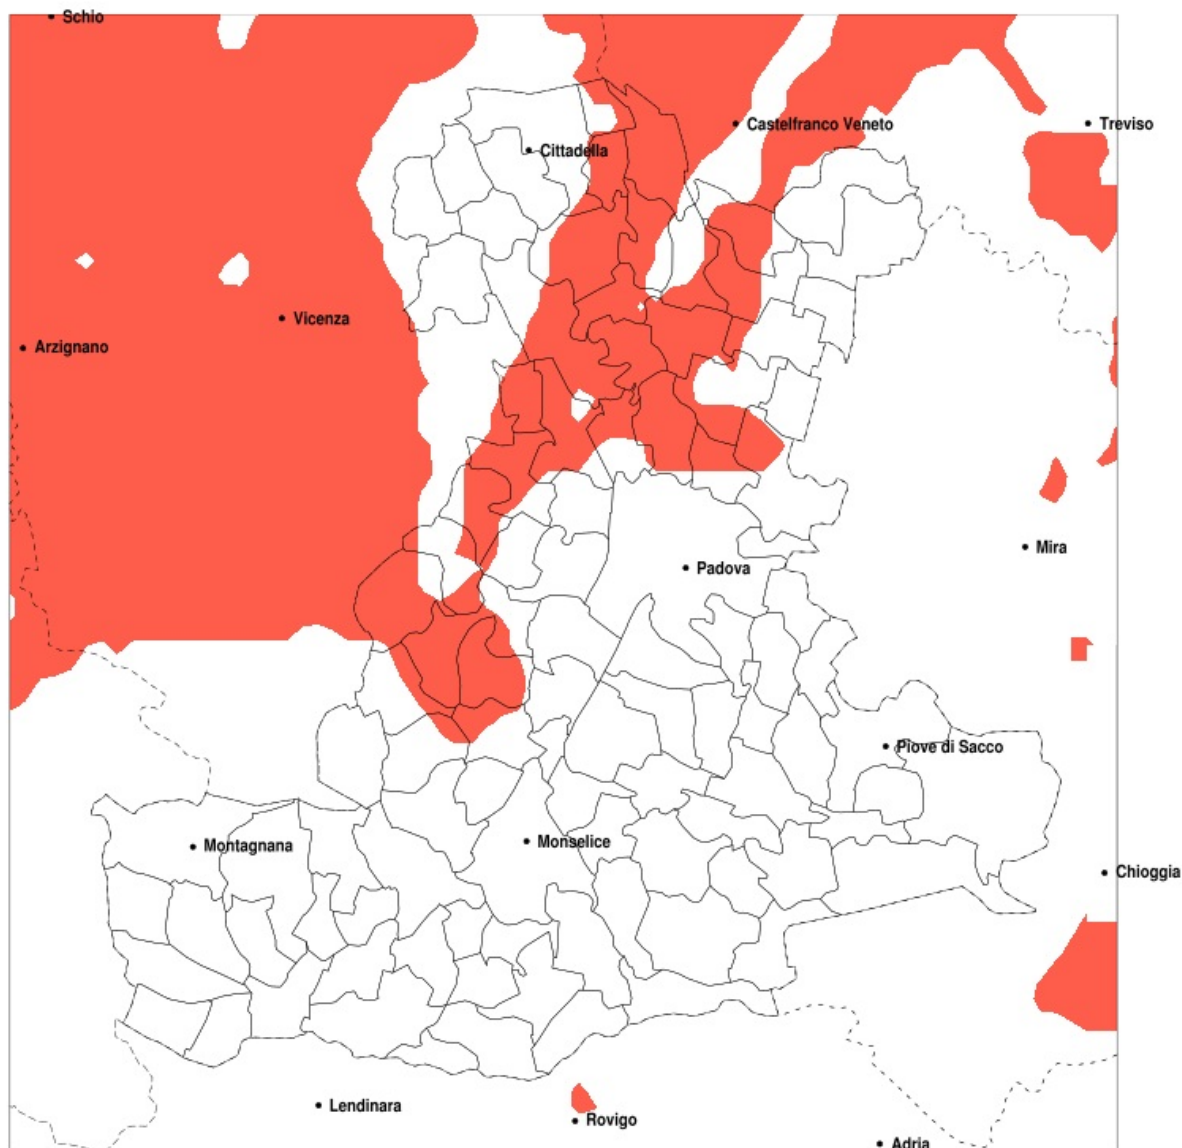 Schio
Castelfranco Veneto
Treviso
Cittadella
Vicenza
Arzignano
Mira
Padova
Piove di Sacco
Montagnana
Monselice
Chioggia
Lendinara
Rovigo
Adria